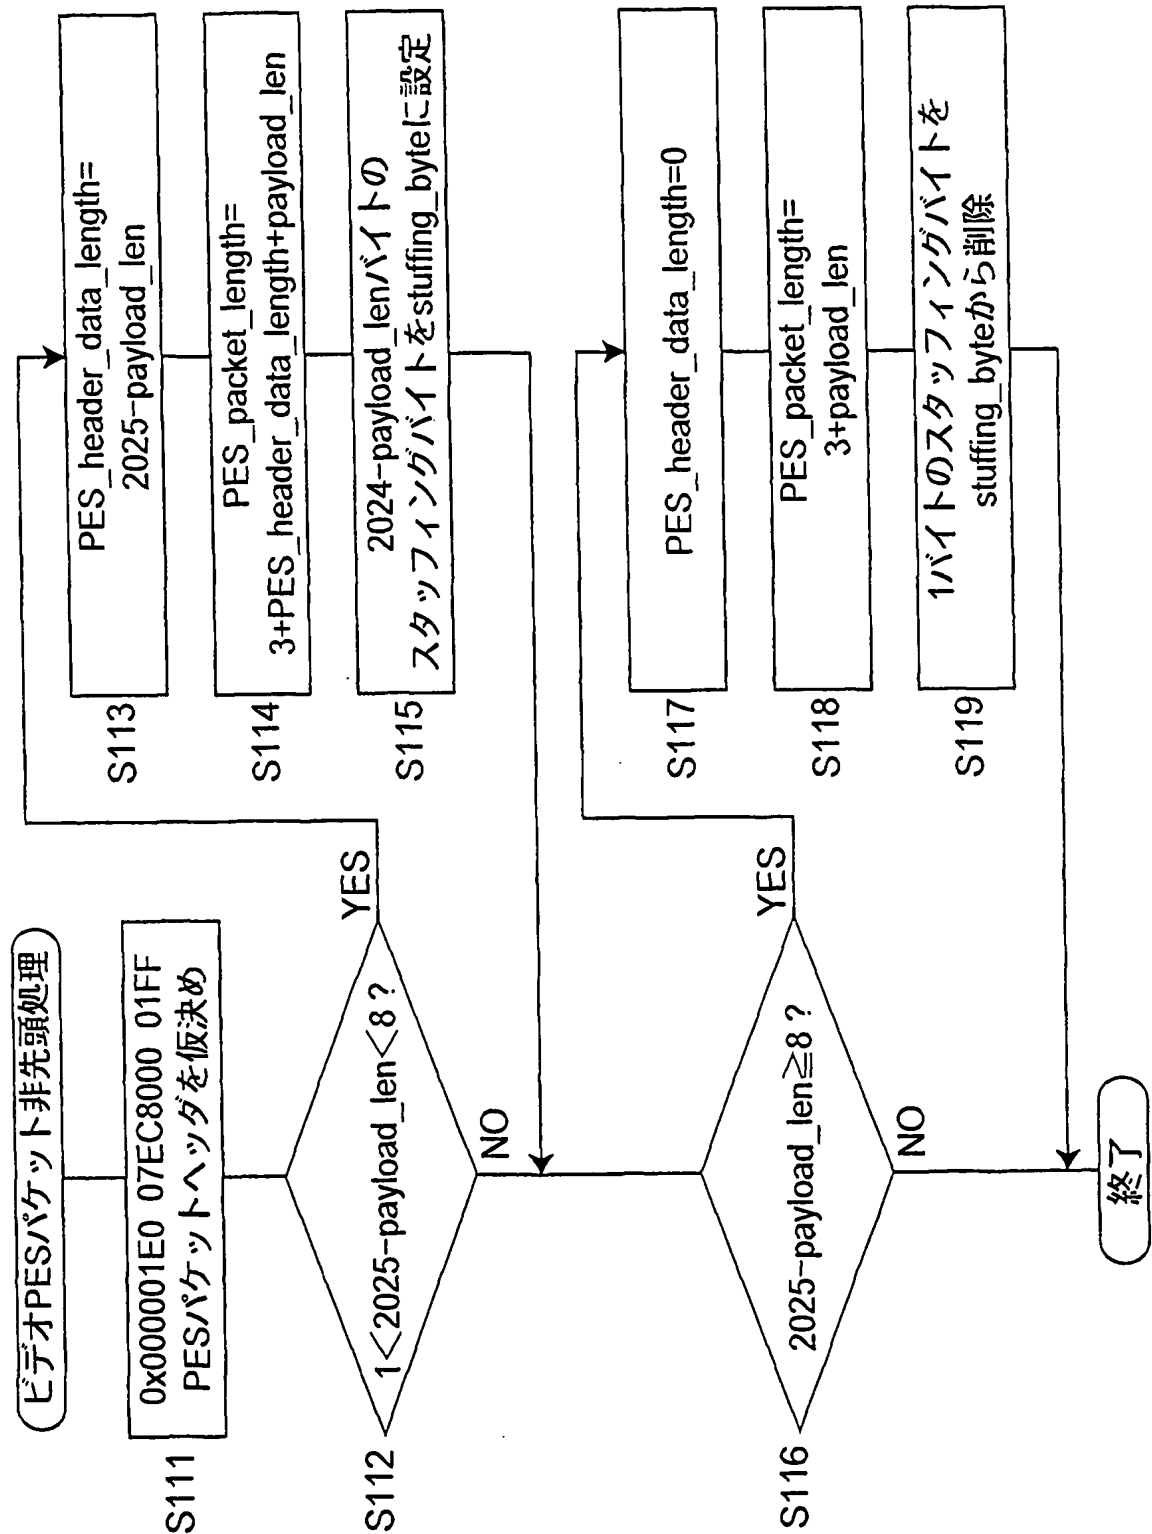 ビデオPESパケット非先頭処理
S111
0x000001E0 07EC8000 01FF
PESパケットヘッダを仮決め
S112
1<2025-payload_len<8?
YES
NO
S113
PES_header_data_length=
2025-payload_len
S114
PES_packet_length=
3+PES_header_data_length+payload_len
S115
2024-payload_lenバイトの
スタッフィングバイトをstuffing_byteに設定
S116
2025-payload_len≧8?
YES
NO
S117
PES_header_data_length=0
S118
PES_packet_length=
3+payload_len
S119
1バイトのスタッフィングバイトを
stuffing_byteから削除
終了